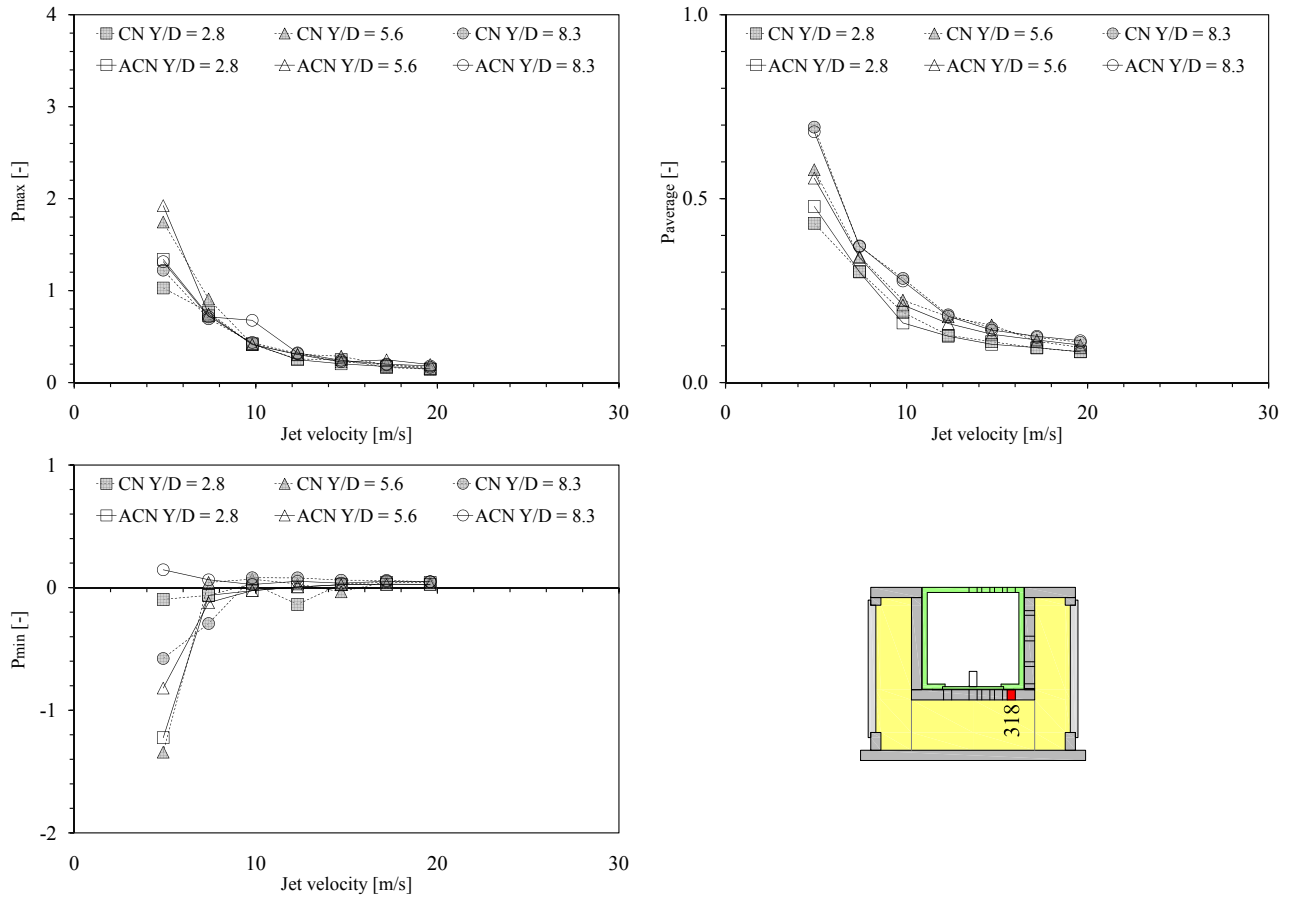 4
CN Y/D = 2.8 CN Y/D = 5.6 CN Y/D = 8.3
ACN Y/D = 2.8 ACN Y/D = 5.6 ACN Y/D = 8.3
3
2
1
0
Pmax [-]
0 10 20 30
Jet velocity [m/s]
1.0
CN Y/D = 2.8 CN Y/D = 5.6 CN Y/D = 8.3
ACN Y/D = 2.8 ACN Y/D = 5.6 ACN Y/D = 8.3
0.5
0.0
Paverage [-]
0 10 20 30
Jet velocity [m/s]
1
CN Y/D = 2.8 CN Y/D = 5.6 CN Y/D = 8.3
ACN Y/D = 2.8 ACN Y/D = 5.6 ACN Y/D = 8.3
0
-1
-2
Pmin [-]
0 10 20 30
Jet velocity [m/s]
318